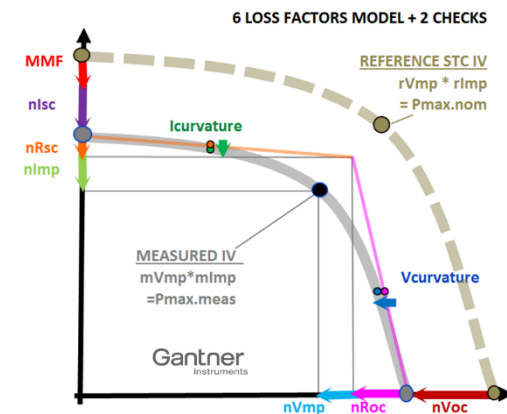 6 LOSS FACTORS MODEL + 2 CHECKS
MMF
REFERENCE STC IV
rVmp * rImp
= Pmax.nom
nIsc
Icurvature
nRsc
nImp
MEASURED IV
mVmp*mImp
=Pmax.meas
Vcurvature
Gantner
instruments
nVmp
nRoc
nVoc